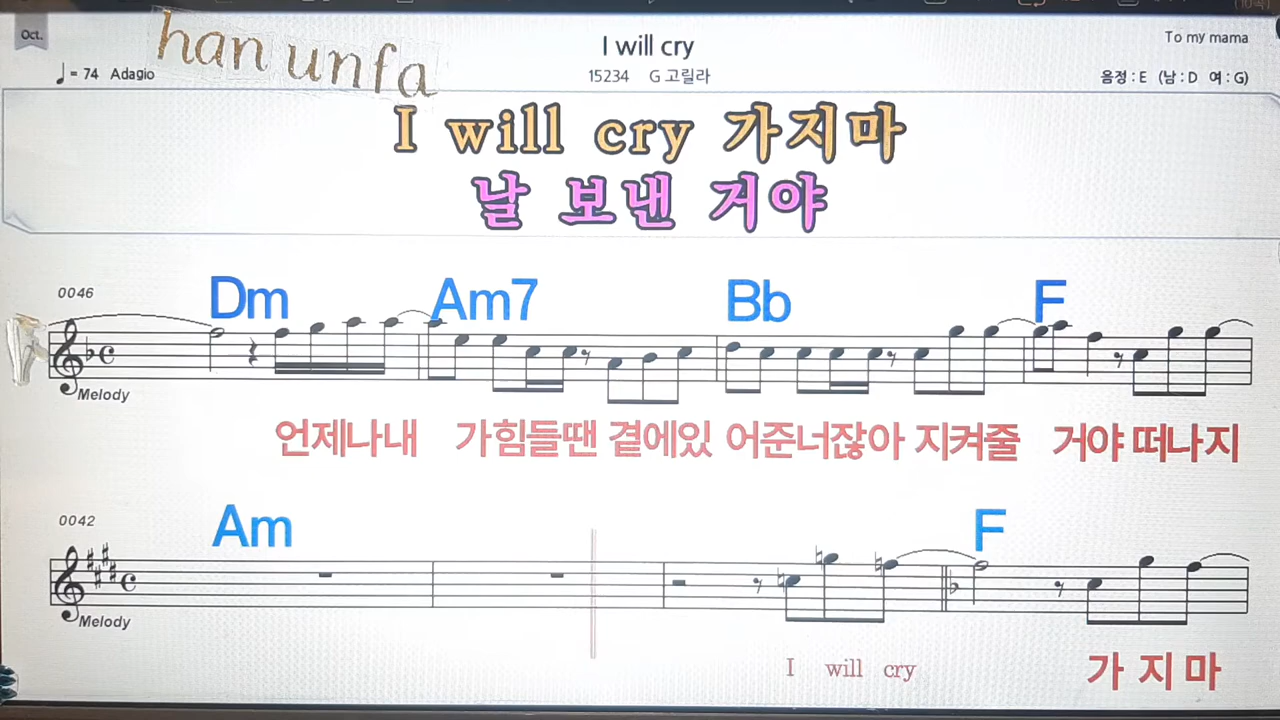 Oct.
han unfa
I will cry
To my mama
♩= 74 Adagio
15234 G고릴라
음정 : E (남 : D 여 : G)
I will cry 가지마
날 보낸 거야
0046
Dm Am7 Bb F
Melody
언제나내 가힘들땐 곁에있 어준너잖아 지켜줄 거야 떠나지
0042
Am F
Melody
I will cry 가 지 마